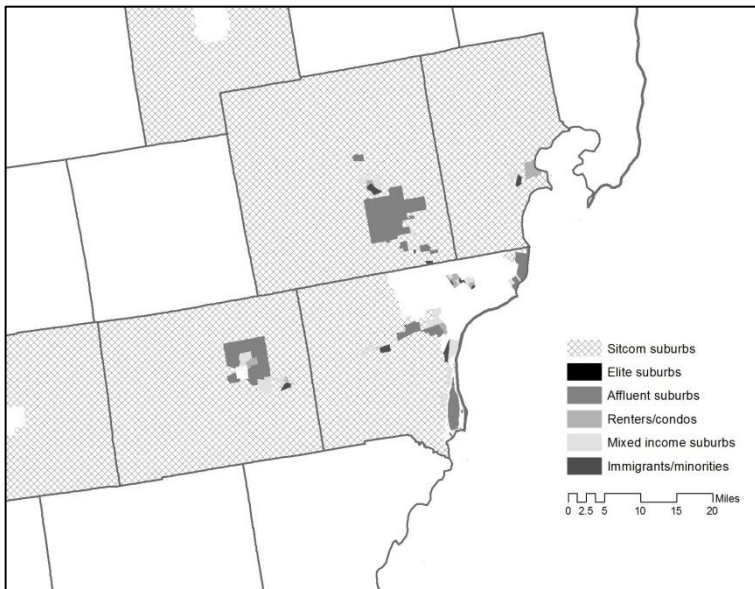 Sitcom suburbs
Elite suburbs
Affluent suburbs
Renters/condos
Mixed income suburbs
Immigrants/minorities
Miles
0 2.5 5 10 15 20